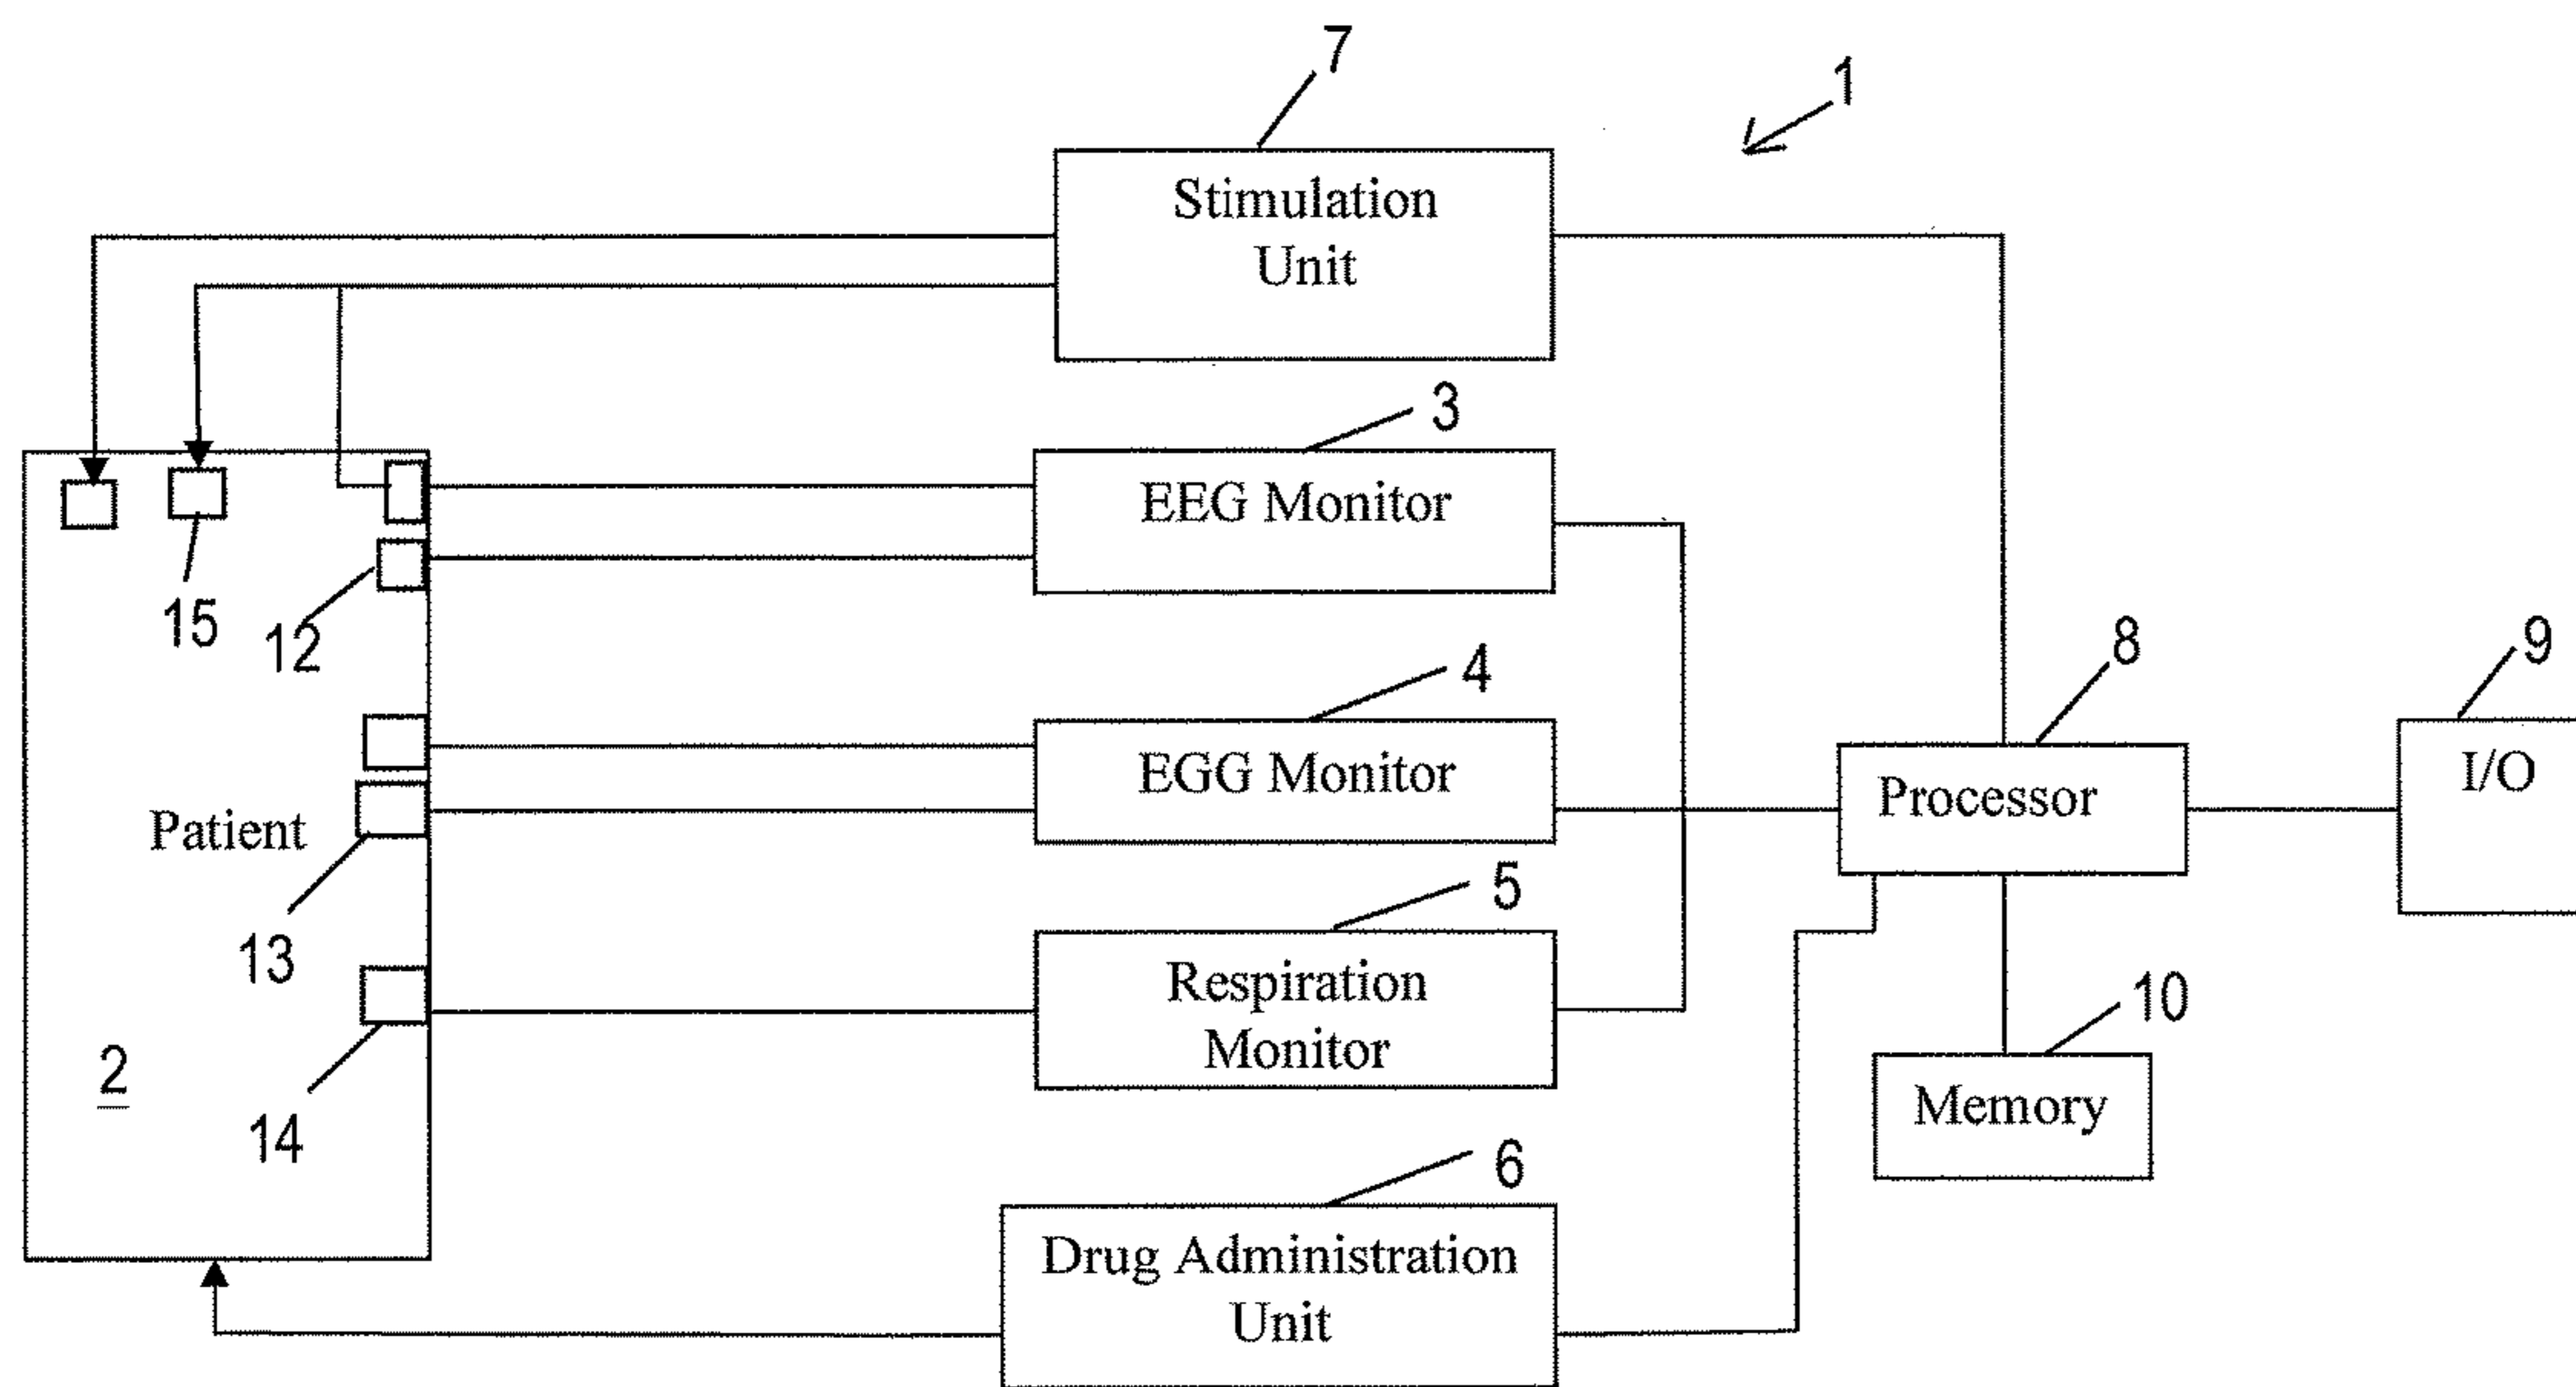 7
1
Stimulation
Unit
3
EEG Monitor
15
12
4
8
9
EGG Monitor
Processor
I/O
Patient
13
5
Respiration
Monitor
10
Memory
2
14
6
Drug Administration
Unit